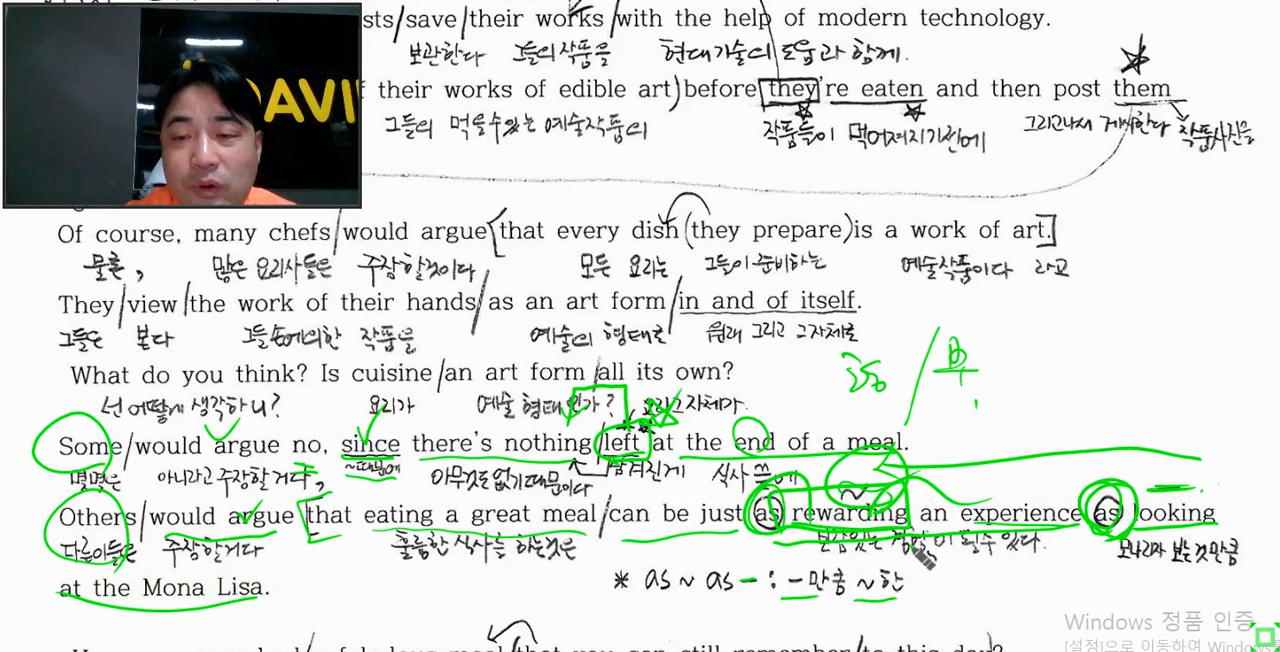 sts/save/their works/with the help of modern technology.
보관한다 그들의 작품을 현대기술의 도움과 함께.
DAVI
f their works of edible art) before they're eaten and then post them
그들의 먹을수있는 예술작품의 작품들이 먹어져지기전에 그리고나서 게시한다 작품사진을
Of course, many chefs/would argue[that every dish (they prepare) is a work of art.]
물론, 많은 요리사들은 주장할것이다 모든 요리는 그들이 준비하는 예술작품이다 라고
They/view/the work of their hands/as an art form/in and of itself.
그들은 본다 그들손에의한 작품을 예술의 형태로 원래 그리고 그자체로
What do you think? Is cuisine/an art form/all its own?
넌 어떻게 생각하니? 요리가 예술 형태인가? 그자체가
Some/would argue no, since there's nothing/left at the end of a meal.
몇몇은 아니라고 주장할거다, ~때문에 아무것도 없기때문이다 남겨진게 식사 끝에
Others/would argue [that eating a great meal/can be just as rewarding an experience as looking
다른이들은 주장할거다 훌륭한 식사를 하는것은 보람있는 경험이 될수 있다. 모나리자 보는것만큼
at the Mona Lisa.
* as ~ as - : -만큼 ~한
Windows 정품 인증
[설정]으로 이동하여 Windows
meal that you can still remember/to this day?